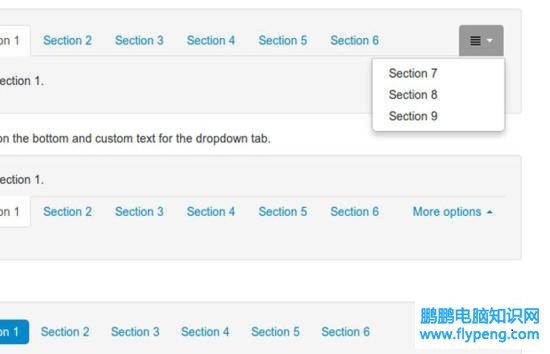 on 1 Section 2 Section 3 Section 4 Section 5 Section 6
Section 7
ection 1.
Section 8
Section 9
on the bottom and custom text for the dropdown tab.
ection 1.
on 1 Section 2 Section 3 Section 4 Section 5 Section 6 More options
on 1 Section 2 Section 3 Section 4 Section 5 Section 6
鹏鹏电脑知识网
www.flypeng.com